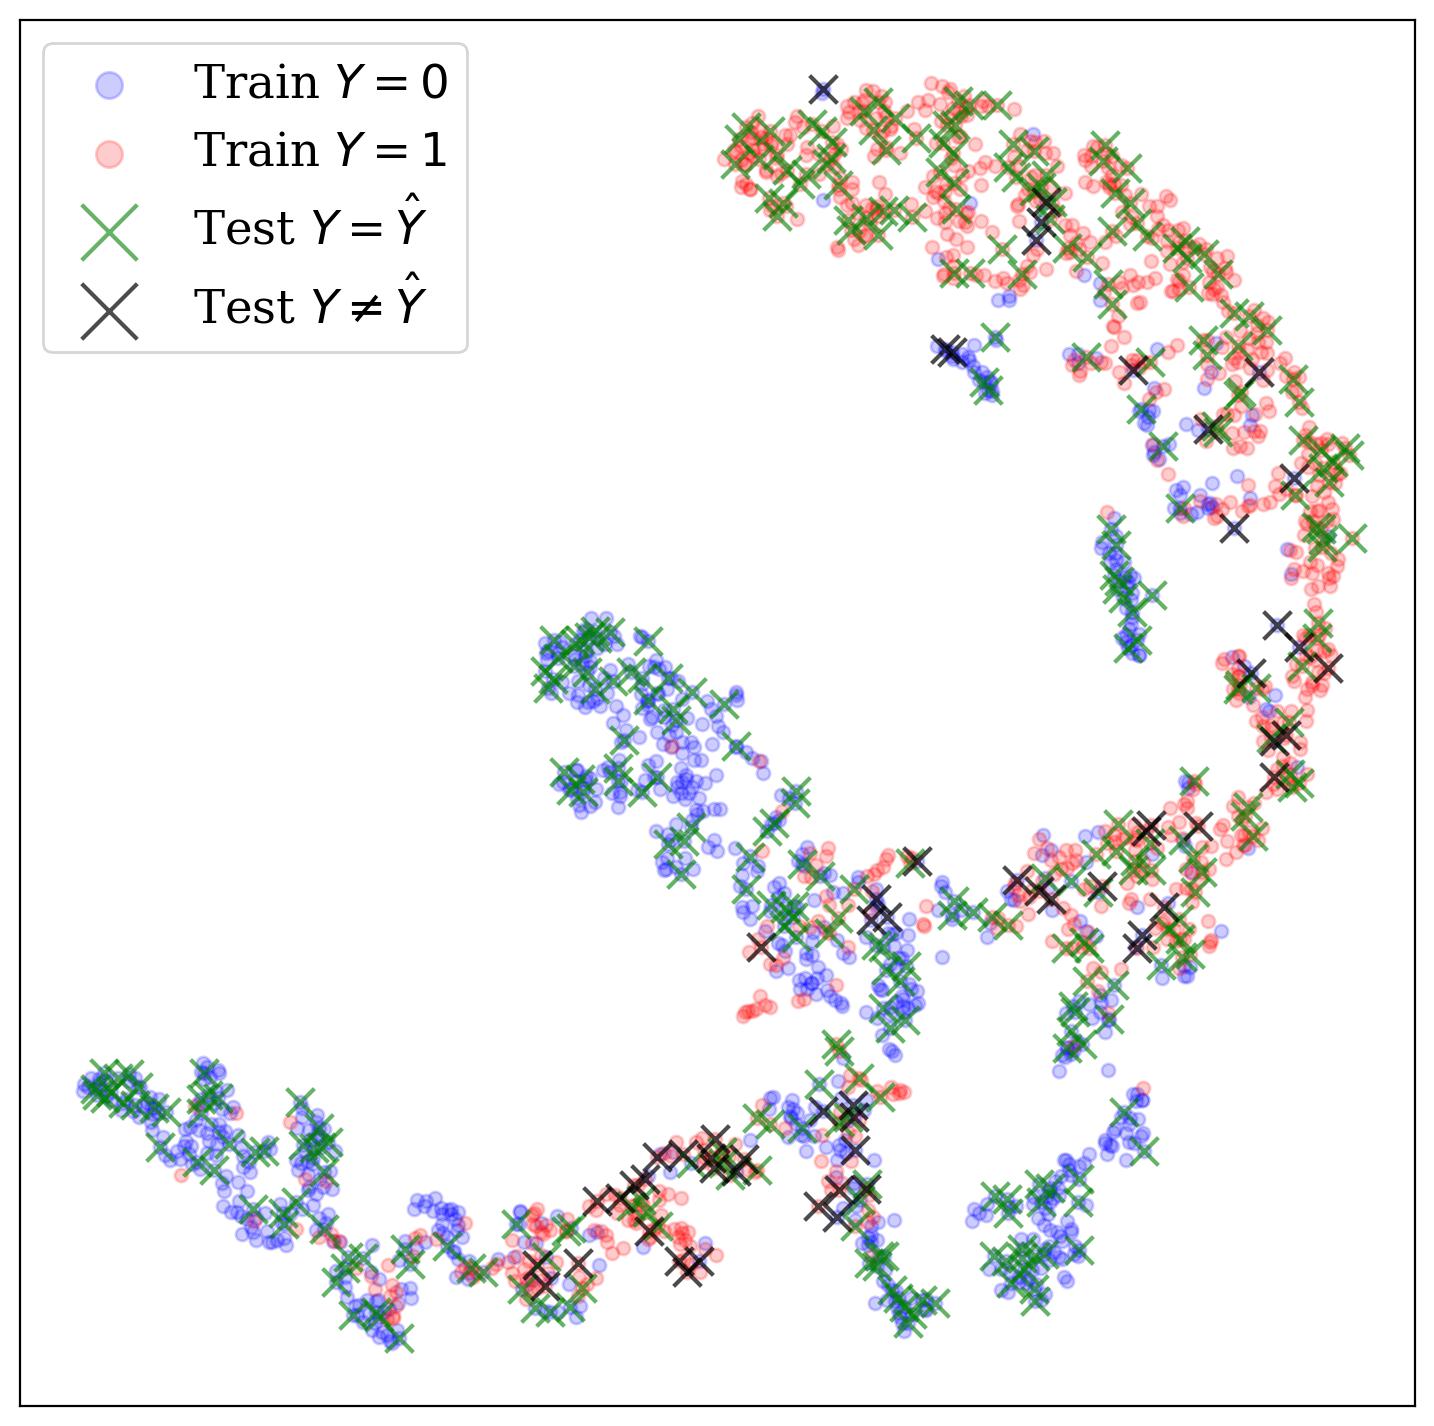 Train Y = 0
Train Y = 1
Test Y = Ŷ
Test Y ≠ Ŷ